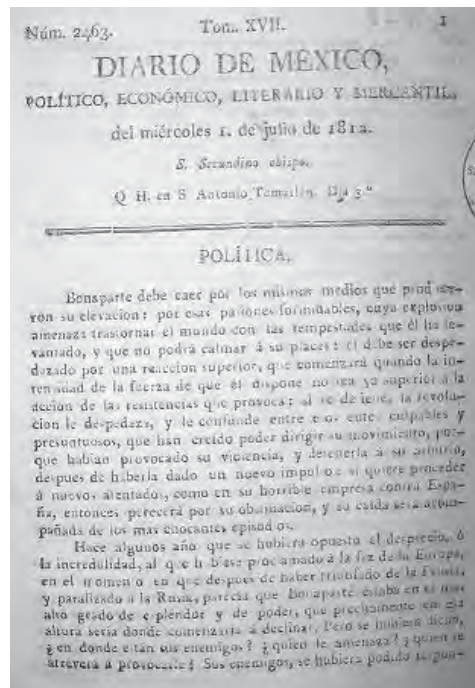 Núm. 2463. Tom. XVII. 1
DIARIO DE MEXICO,
POLÍTICO, ECONÓMICO, LITERARIO Y MERCANTIL,
del miércoles 1. de julio de 1812.
S. Secundino obispo.
Q H. en S Antonio Tomatlan. Dia 3.º
POLÍTICA.
Bonaparte debe caer por los mismos medios que produxe-
ron su elevacion: por esas pasiones formidables, cuya explosion
amenaza trastornar el mundo con las tempestades que él ha le-
vantado, y que no podrá calmar á su placer: él debe ser despe-
dazado por una reaccion superior, que comenzará quando la in-
tensidad de la fuerza de que él dispone no sea ya superior á la
accion de las resistencias que provoca: si se detiene, la revolu-
cion le despedaza, y le confunde entre esos entes culpables y
presuntuosos, que han creido poder dirigir su movimiento, por-
que habian provocado su violencia, y detenerla á su arbitrio,
despues de haberla dado un nuevo impulso: si quiere proceder
á nuevos atentados, como en su horrible empresa contra Espa-
ña, entonces perecerá por su obstinacion, y su caida será acom-
pañada de los mas chocantes episodios.
Hace algunos año que se hubiera opuesto el desprecio, ó
la incredulidad, al que hubiese proclamado á la faz de la Europa,
en el momento en que despues de haber triunfado de la Prusia,
y paralizado a la Rusia, parecia que Bonaparte estaba en el mas
alto grado de esplendor y de poder, que precisamente en esa
altura seria donde comenzaria á declinar. Pero se hubiera dicho,
¿en donde estan sus enemigos? ¿quien le amenaza? ¿quien se
atreverá á provocarle? Sus enemigos, se hubiera podido respon-